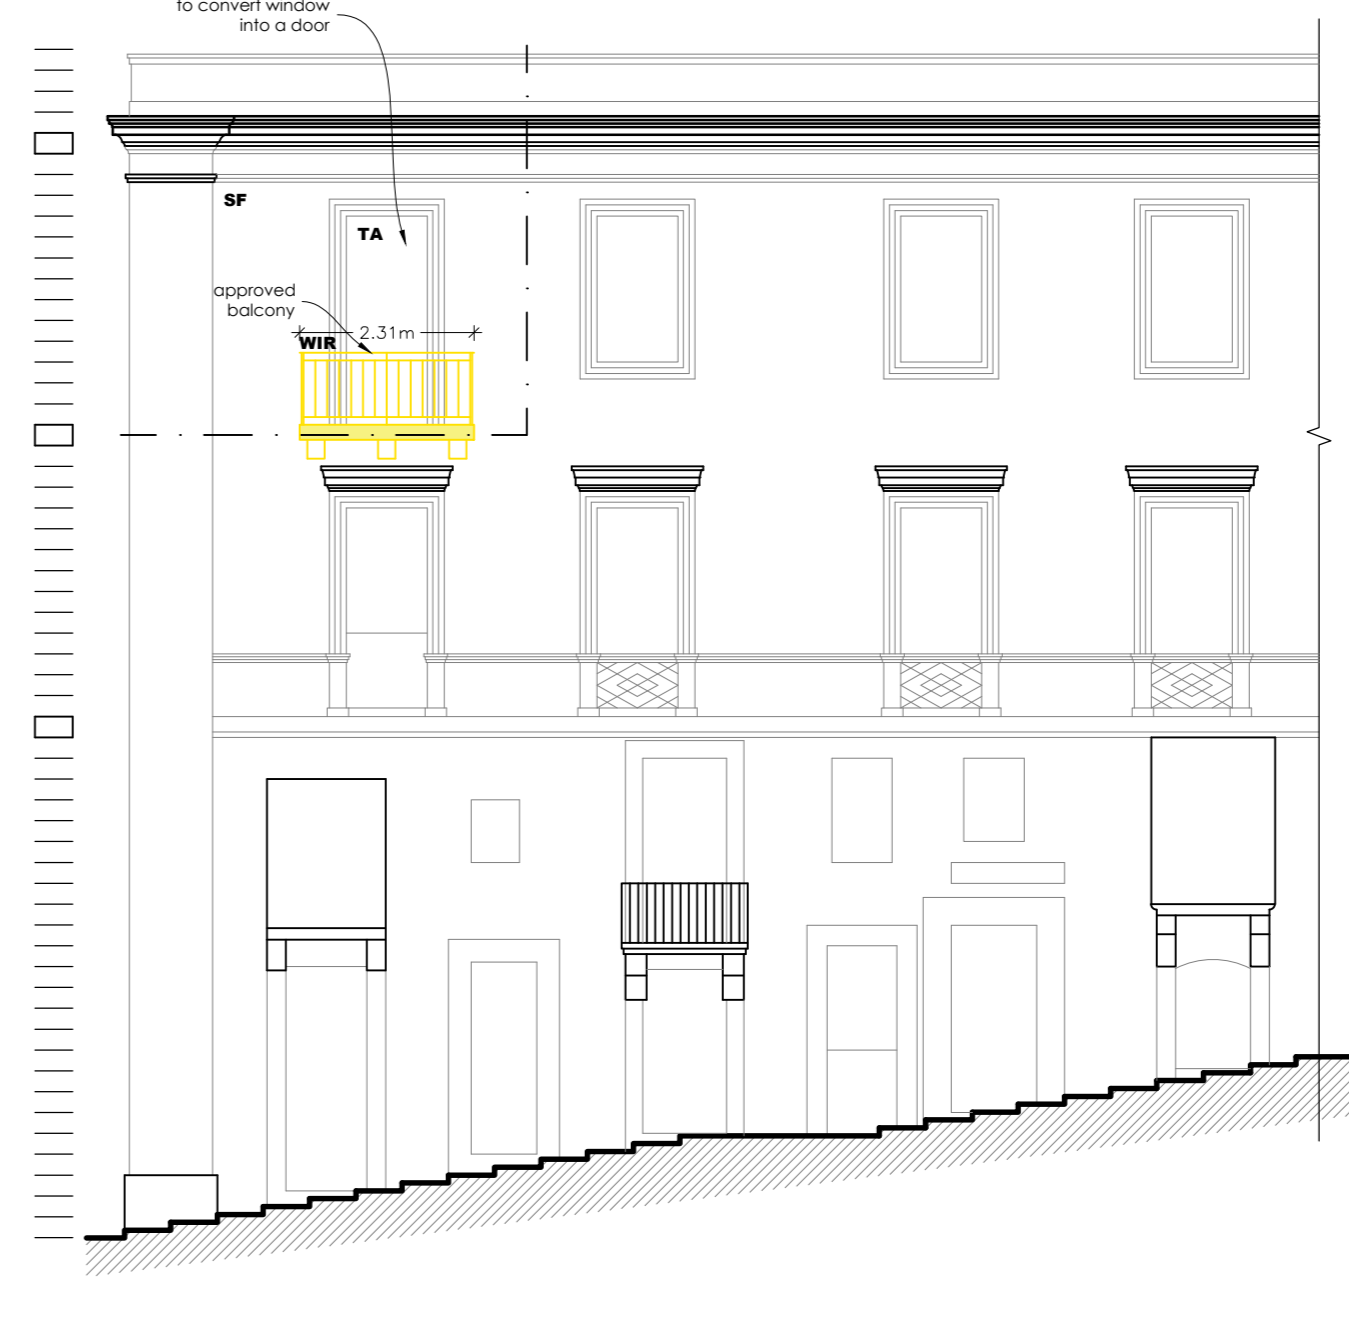 to convert window
into a door
SF
TA
approved
balcony
2.31m
WIR